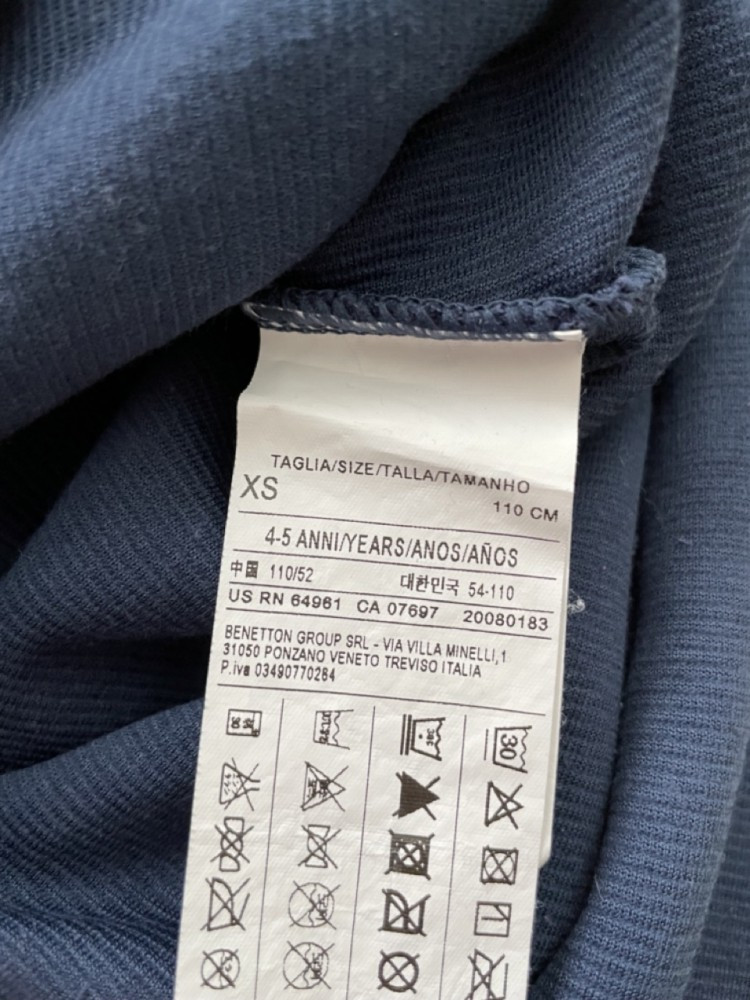 TAGLIA/SIZE/TALLA/TAMANHO
XS 110 CM
4-5 ANNI/YEARS/ANOS/AÑOS
中国 110/52 대한민국 54-110
US RN 64961 CA 07697 20080183
BENETTON GROUP SRL - VIA VILLA MINELLI,1
31050 PONZANO VENETO TREVISO ITALIA
P.iva 03490770264
30